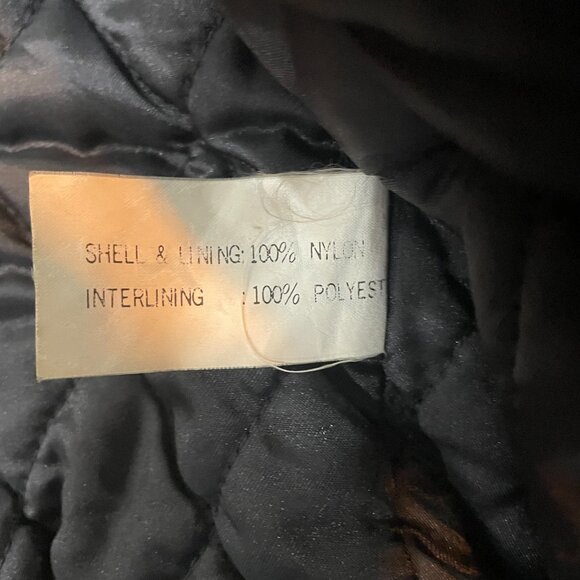 SHELL & LINING: 100% NYLON
INTERLINING : 100% POLYEST